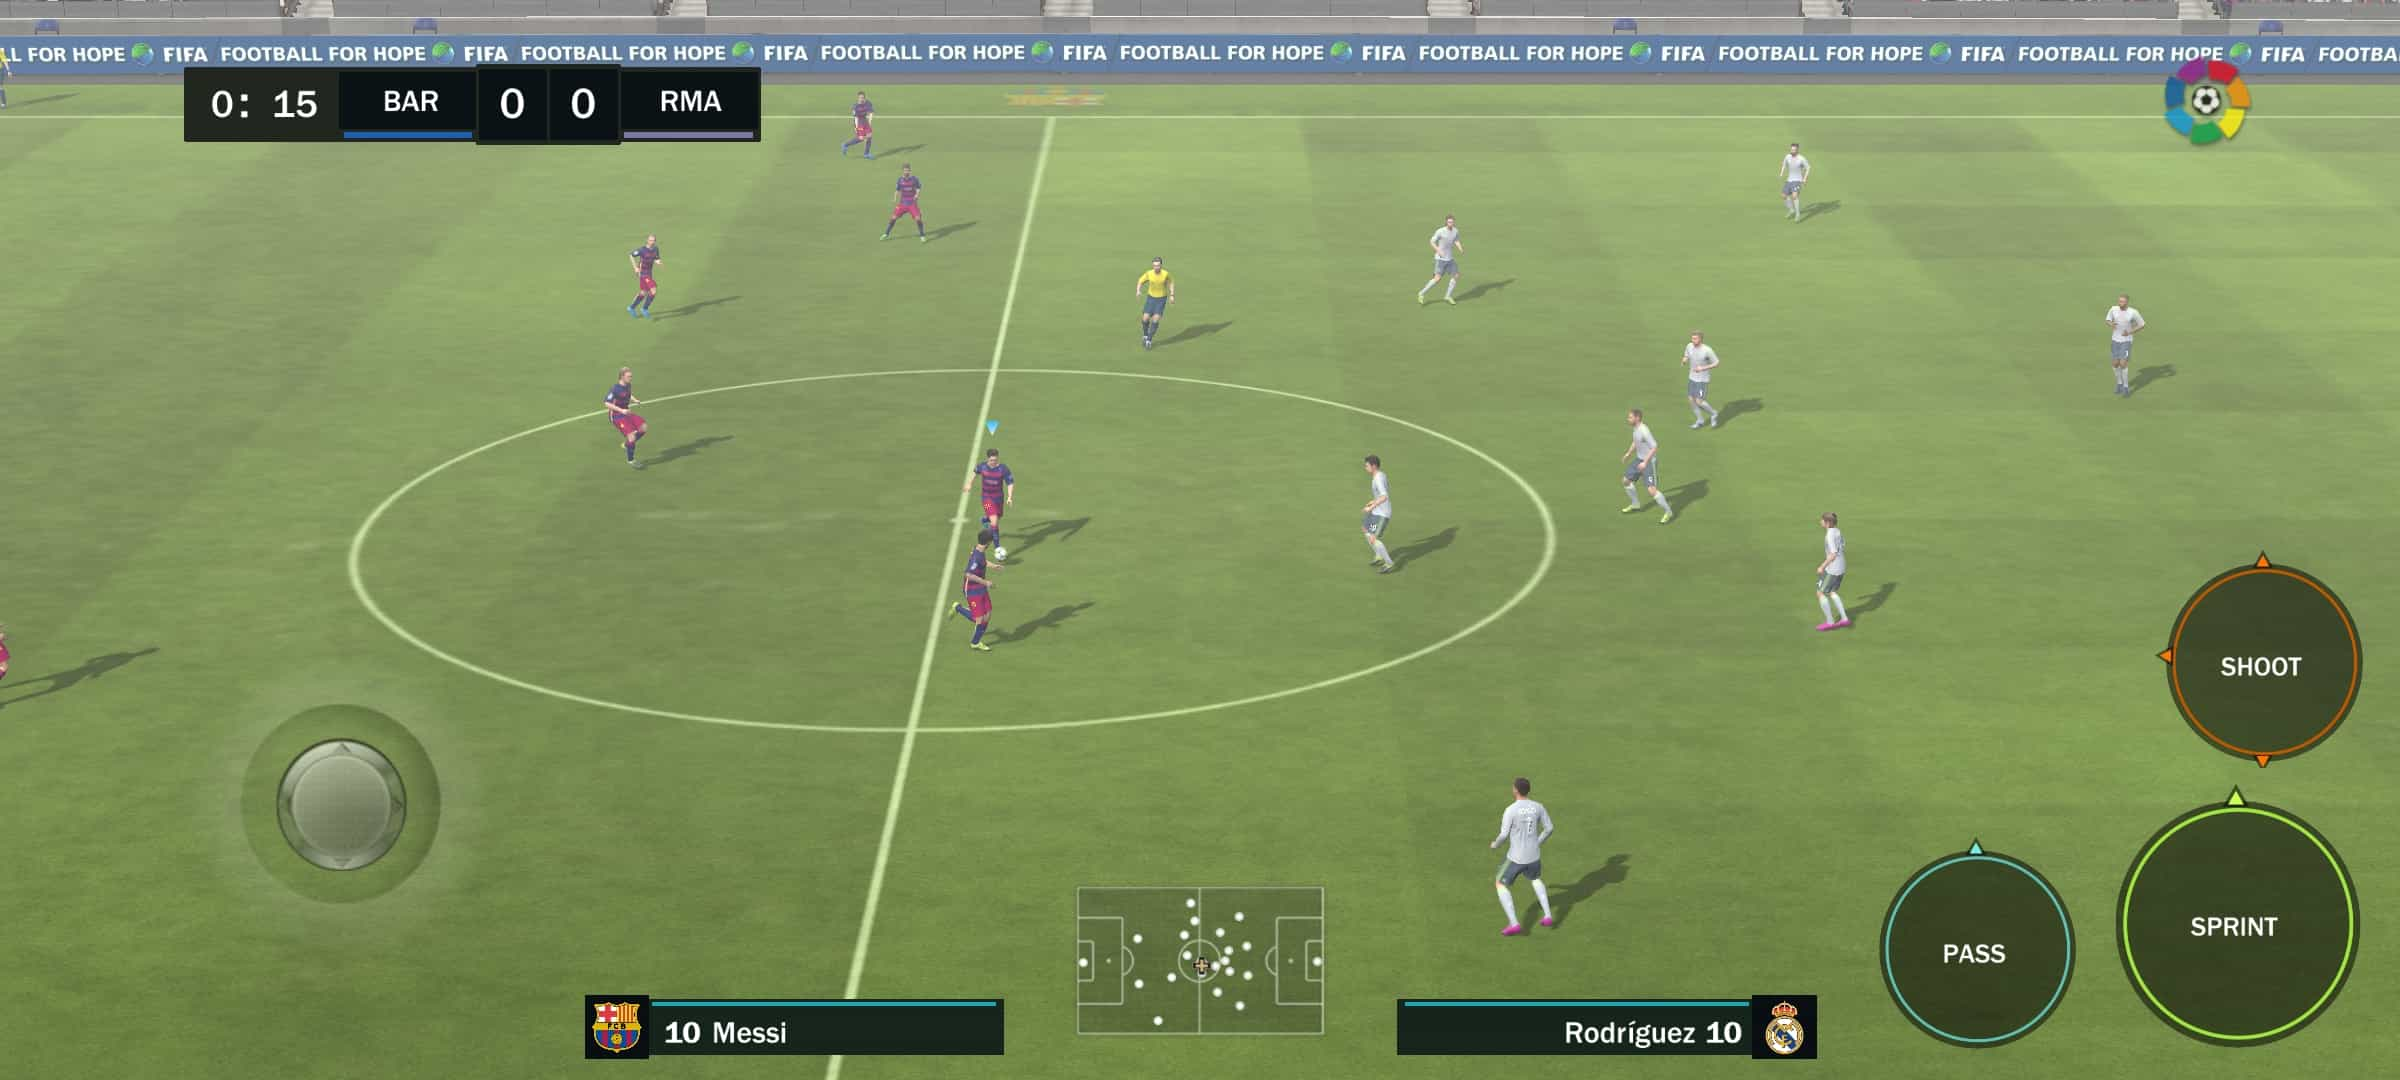 L FOR HOPE FIFA FOOTBALL FOR HOPE FIFA FOOTBALL FOR HOPE FIFA FOOTBALL FOR HOPE FIFA FOOTBALL FOR HOPE FIFA FOOTBALL FOR HOPE FIFA FOOTBALL FOR HOPE FIFA FOOTBALL FOR HOPE FIFA FOOTBA
0: 15 BAR 0 0 RMA
SHOOT
7
SPRINT
PASS
FCB
10 Messi
Rodríguez 10